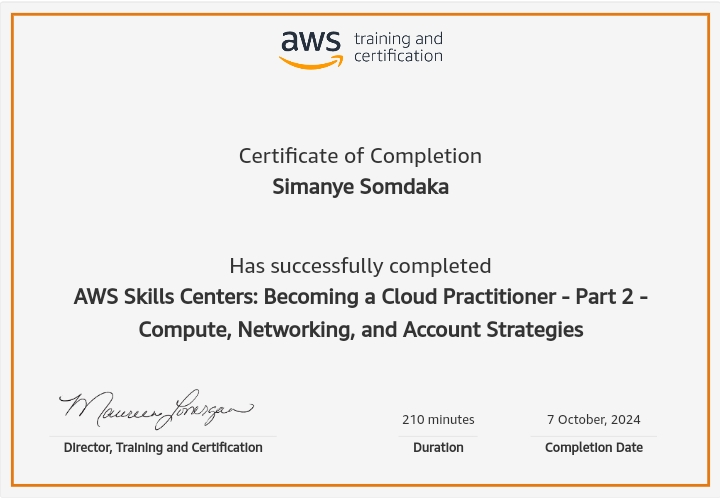 aws training and
certification
Certificate of Completion
Simanye Somdaka
Has successfully completed
AWS Skills Centers: Becoming a Cloud Practitioner - Part 2 -
Compute, Networking, and Account Strategies
Maureen Lonergan
210 minutes
7 October, 2024
Director, Training and Certification
Duration
Completion Date